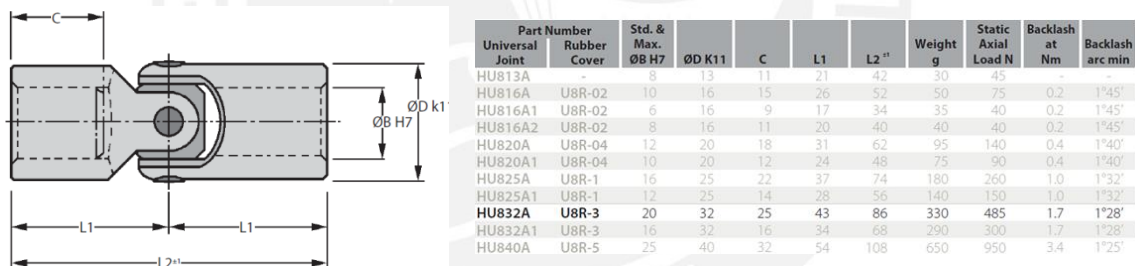 C
ØD k11
ØB H7
L1
L1
L2±1
Part Number
Universal Joint
Rubber Cover
Std. & Max. ØB H7
ØD K11
C
L1
L2 ±1
Weight g
Static Axial Load N
Backlash at Nm
Backlash arc min
HU813A - 8 13 11 21 42 30 45 - -
HU816A U8R-02 10 16 15 26 52 50 75 0.2 1°45'
HU816A1 U8R-02 6 16 9 17 34 35 40 0.2 1°45'
HU816A2 U8R-02 8 16 11 20 40 40 40 0.2 1°45'
HU820A U8R-04 12 20 18 31 62 95 140 0.4 1°40'
HU820A1 U8R-04 10 20 12 24 48 75 90 0.4 1°40'
HU825A U8R-1 16 25 22 37 74 180 260 1.0 1°32'
HU825A1 U8R-1 12 25 14 28 56 140 150 1.0 1°32'
HU832A U8R-3 20 32 25 43 86 330 485 1.7 1°28'
HU832A1 U8R-3 16 32 16 34 68 290 300 1.7 1°28'
HU840A U8R-5 25 40 32 54 108 650 950 3.4 1°25'